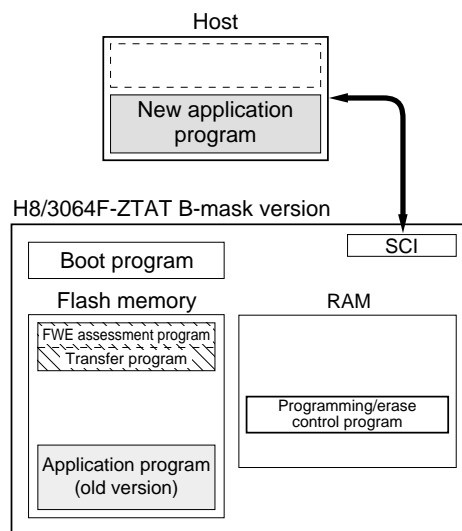 Host
New application
program
H8/3064F-ZTAT B-mask version
SCI
Boot program
Flash memory
RAM
FWE assessment program
Transfer program
Programming/erase
control program
Application program
(old version)